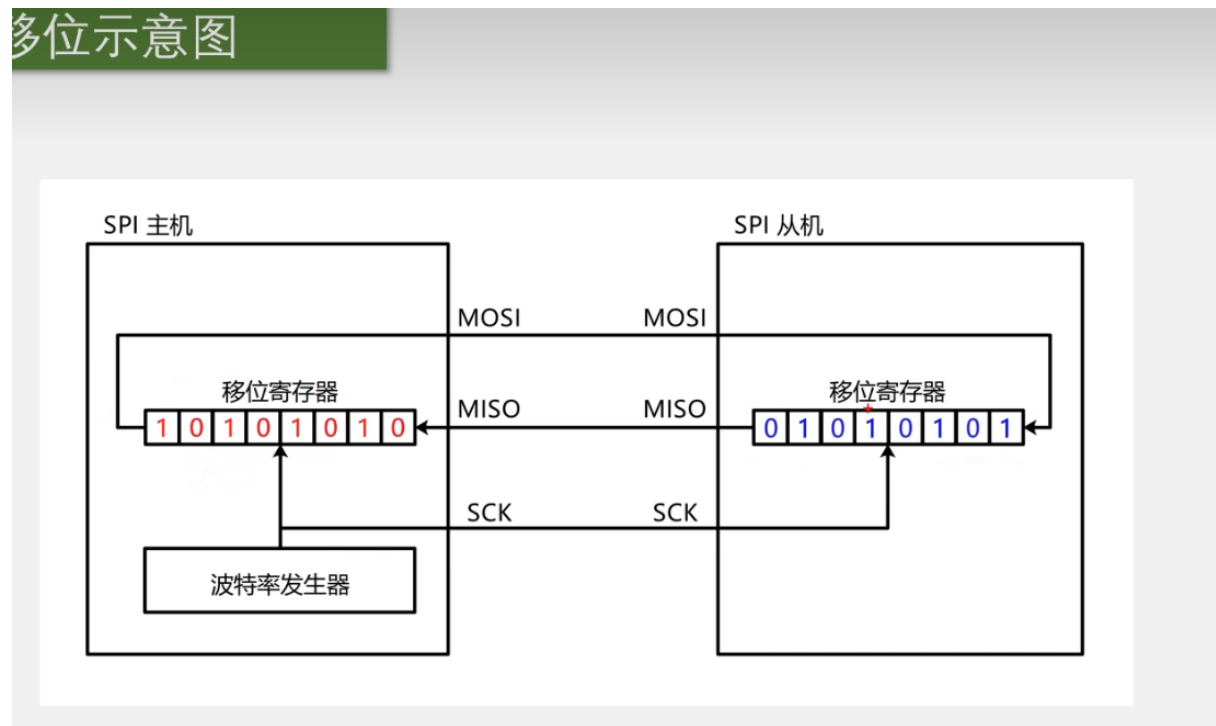 移位示意图
SPI 主机
SPI 从机
MOSI MOSI
移位寄存器
移位寄存器
MISO MISO
1 0 1 0 1 0 1 0
0 1 0 1 0 1 0 1
SCK SCK
波特率发生器